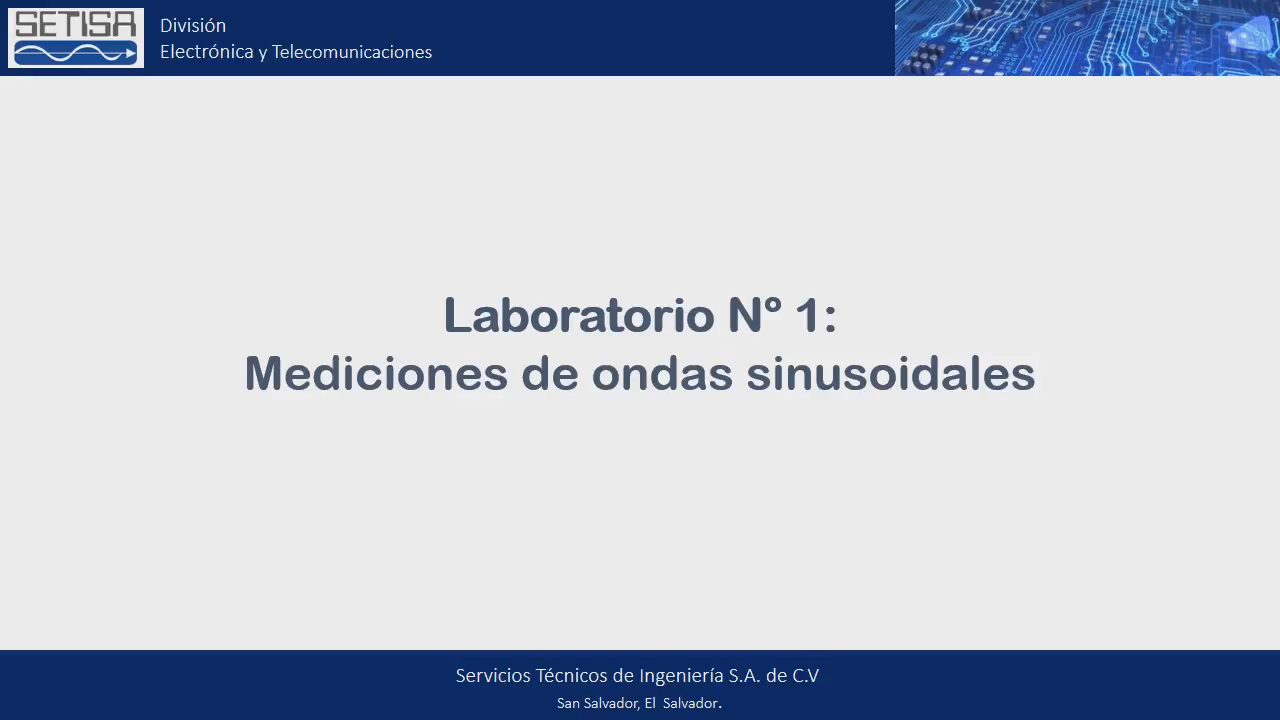 SETISA
División
Electrónica y Telecomunicaciones
Laboratorio N° 1:
Mediciones de ondas sinusoidales
Servicios Técnicos de Ingeniería S.A. de C.V
San Salvador, El  Salvador.